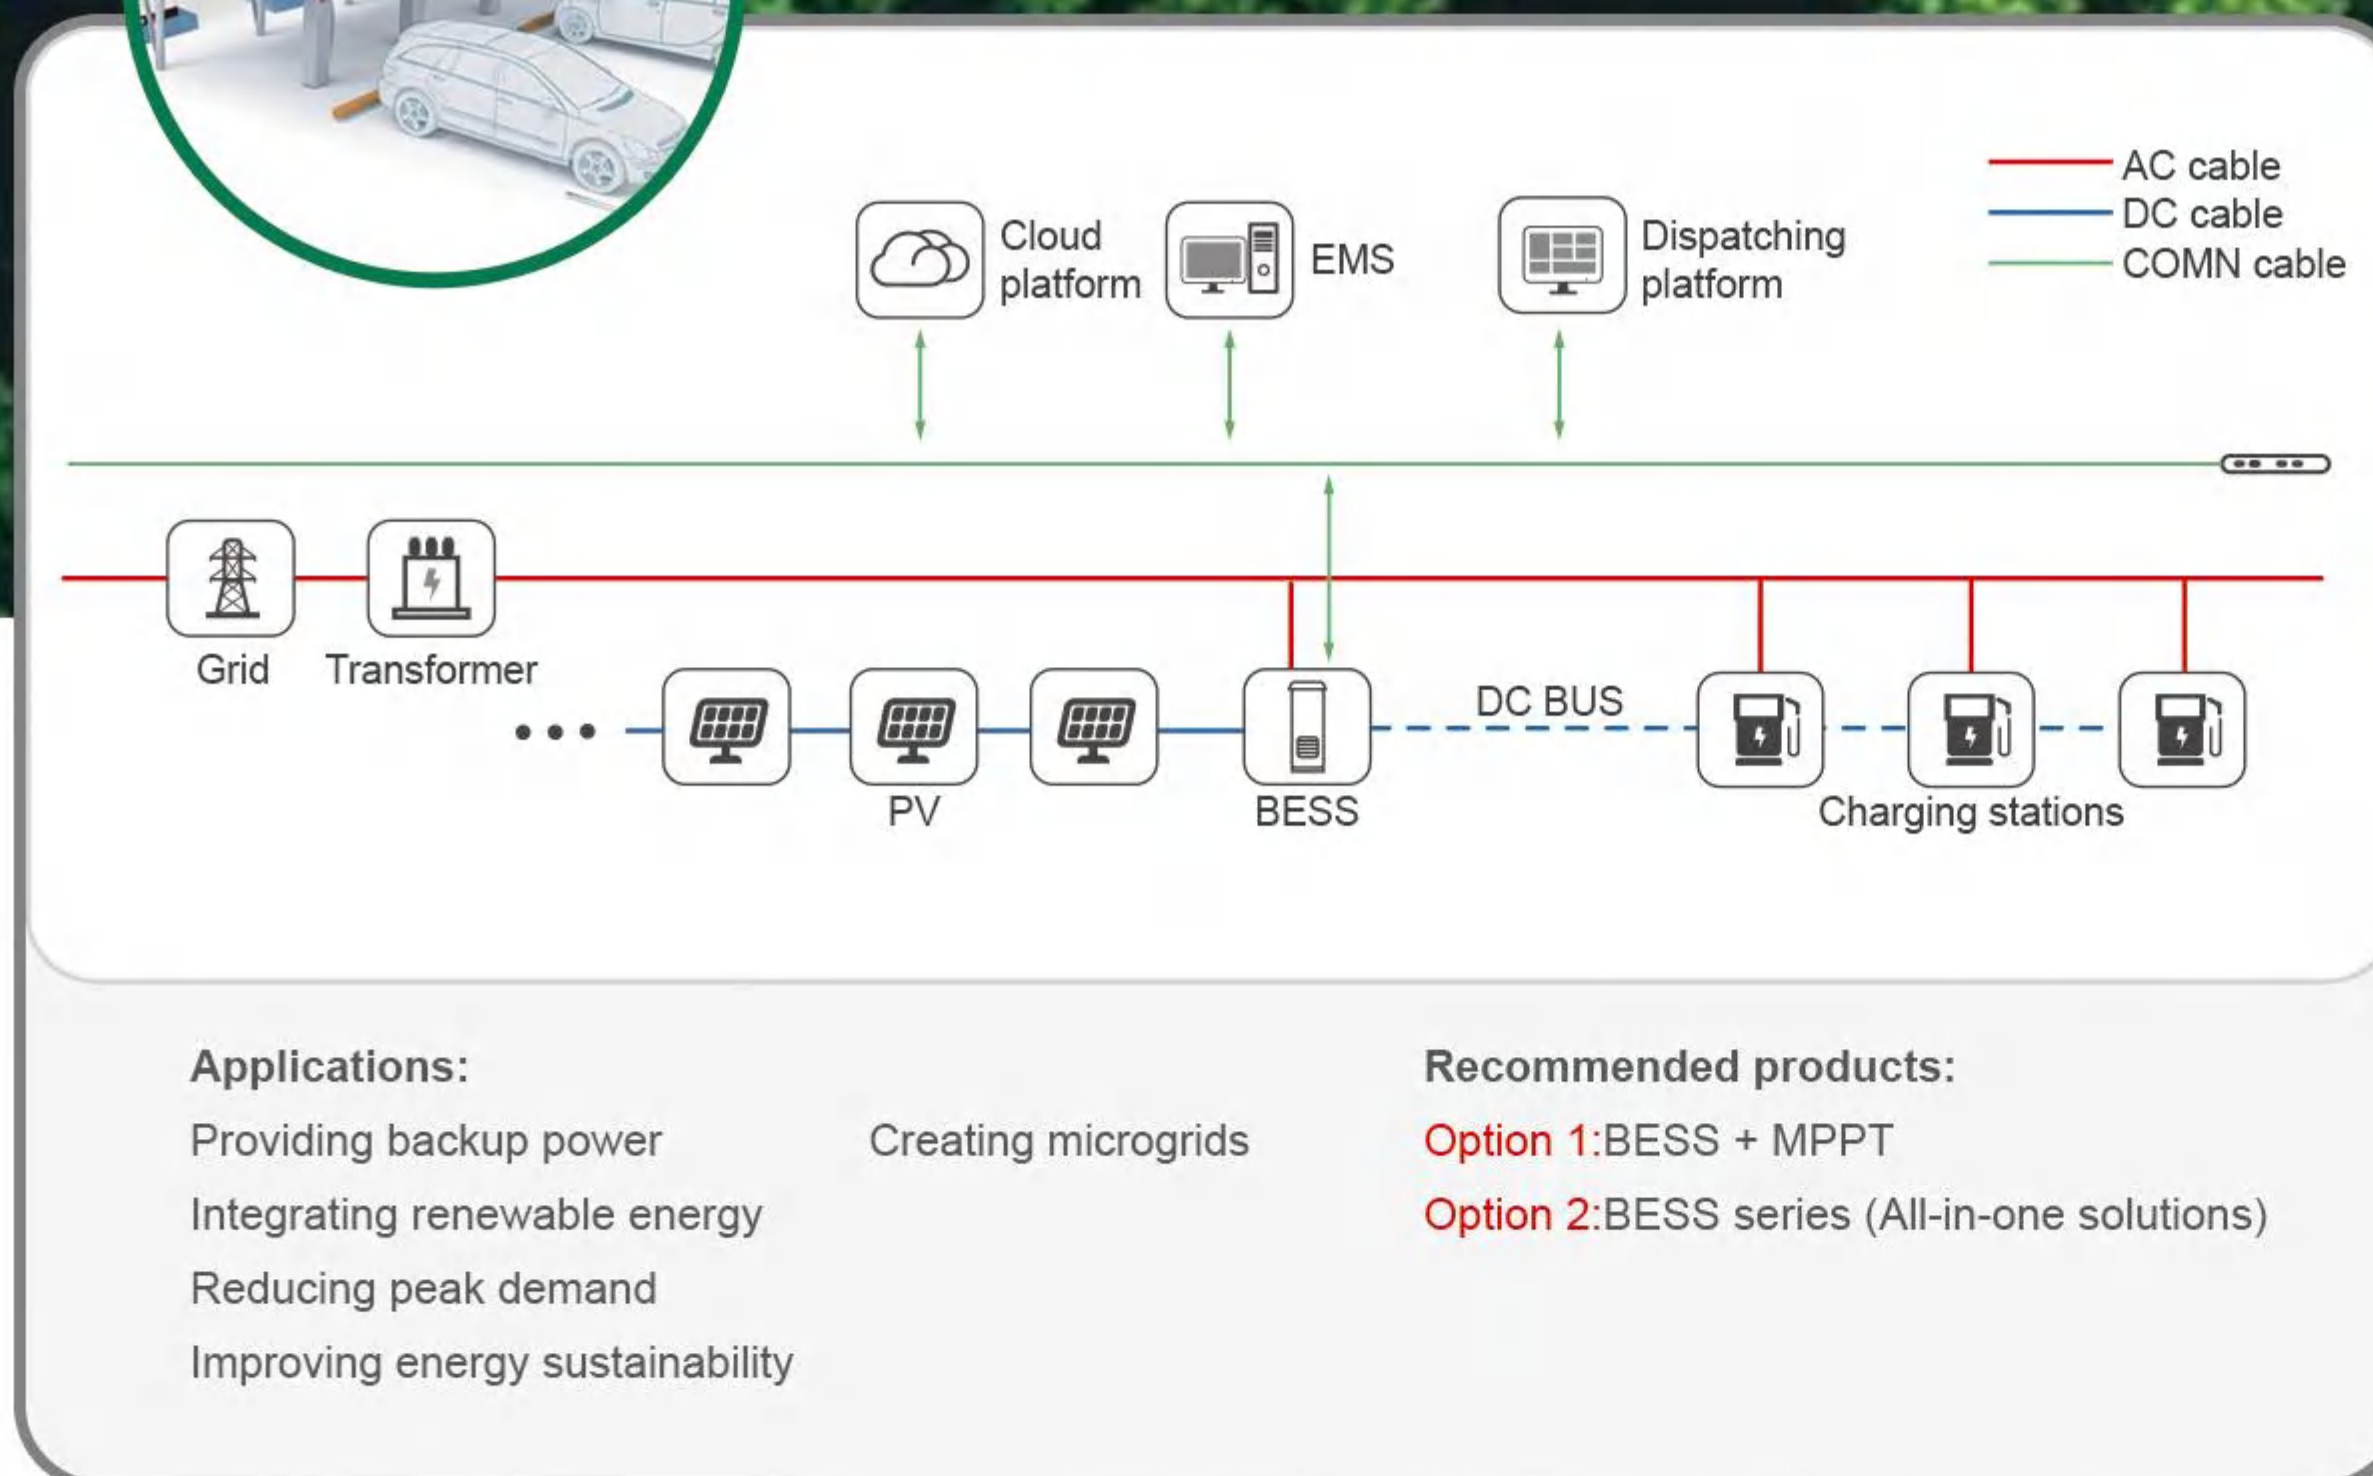 AC cable
DC cable
COMN cable
Cloud
platform
EMS
Dispatching
platform
Grid
Transformer
DC BUS
PV
BESS
Charging stations
Applications:
Providing backup power
Integrating renewable energy
Reducing peak demand
Improving energy sustainability
Creating microgrids
Recommended products:
Option 1:BESS + MPPT
Option 2:BESS series (All-in-one solutions)